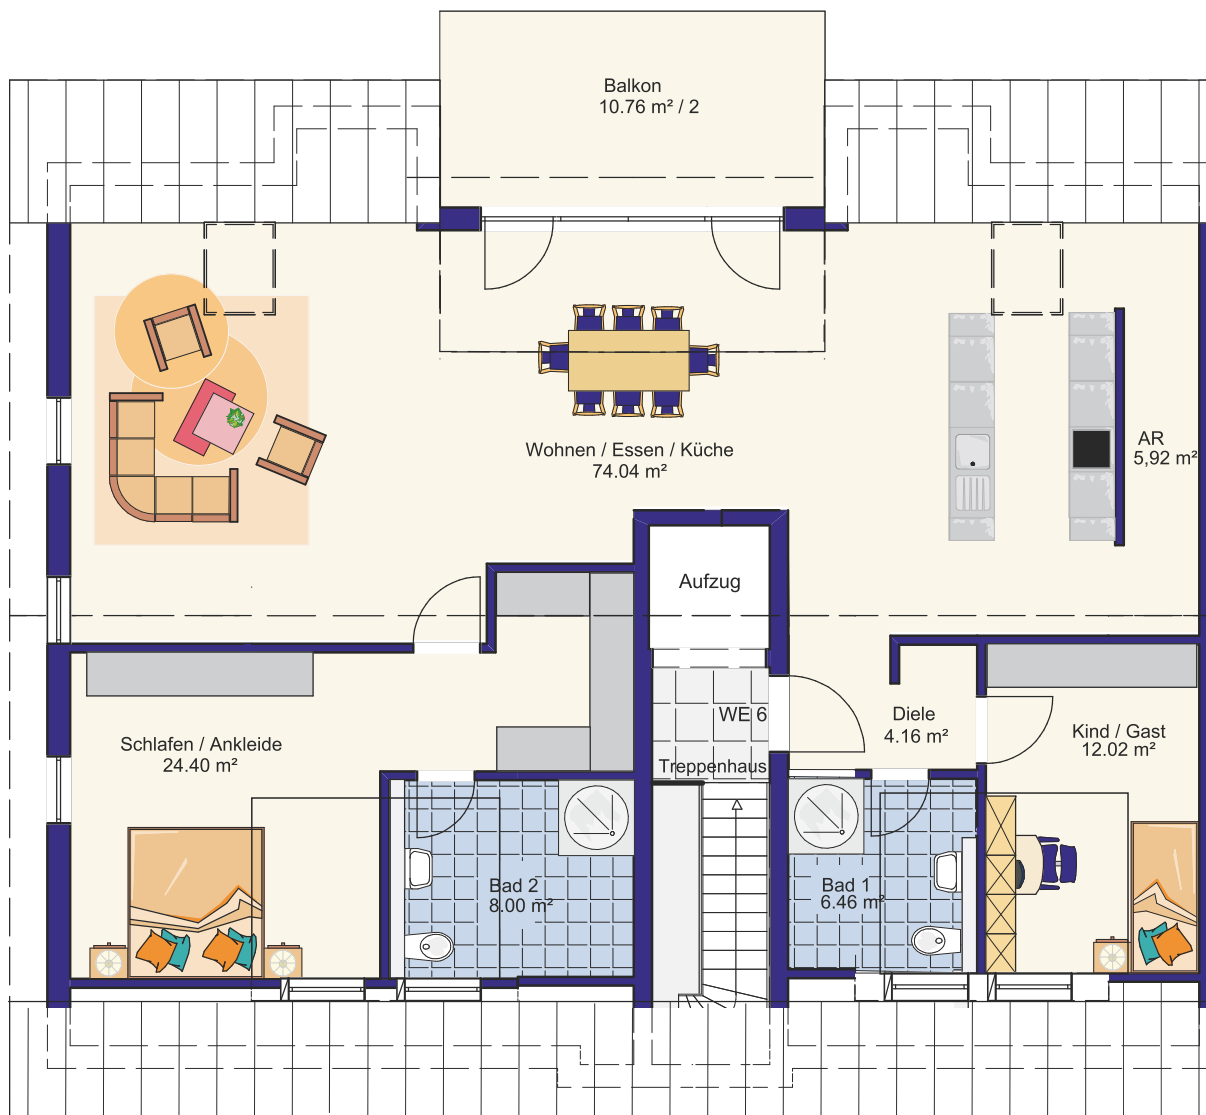 Balkon
10.76 m² / 2
Wohnen / Essen / Küche
74.04 m²
AR
5,92 m²
Aufzug
WE 6
Treppenhaus
Diele
4.16 m²
Kind / Gast
12.02 m²
Schlafen / Ankleide
24.40 m²
Bad 2
8.00 m²
Bad 1
6.46 m²